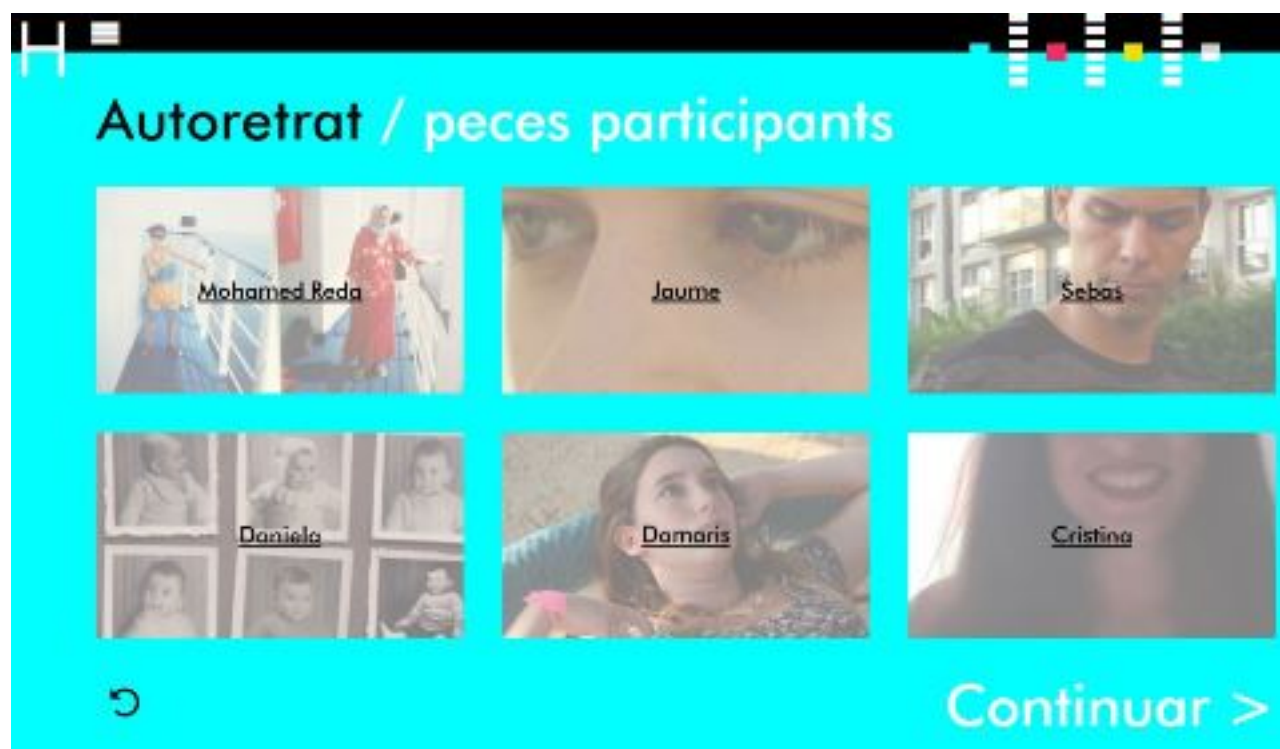 Autoretrat / peces participants
Mohamed Reda
Jaume
Sebas
Daniela
Damaris
Cristina
Continuar >